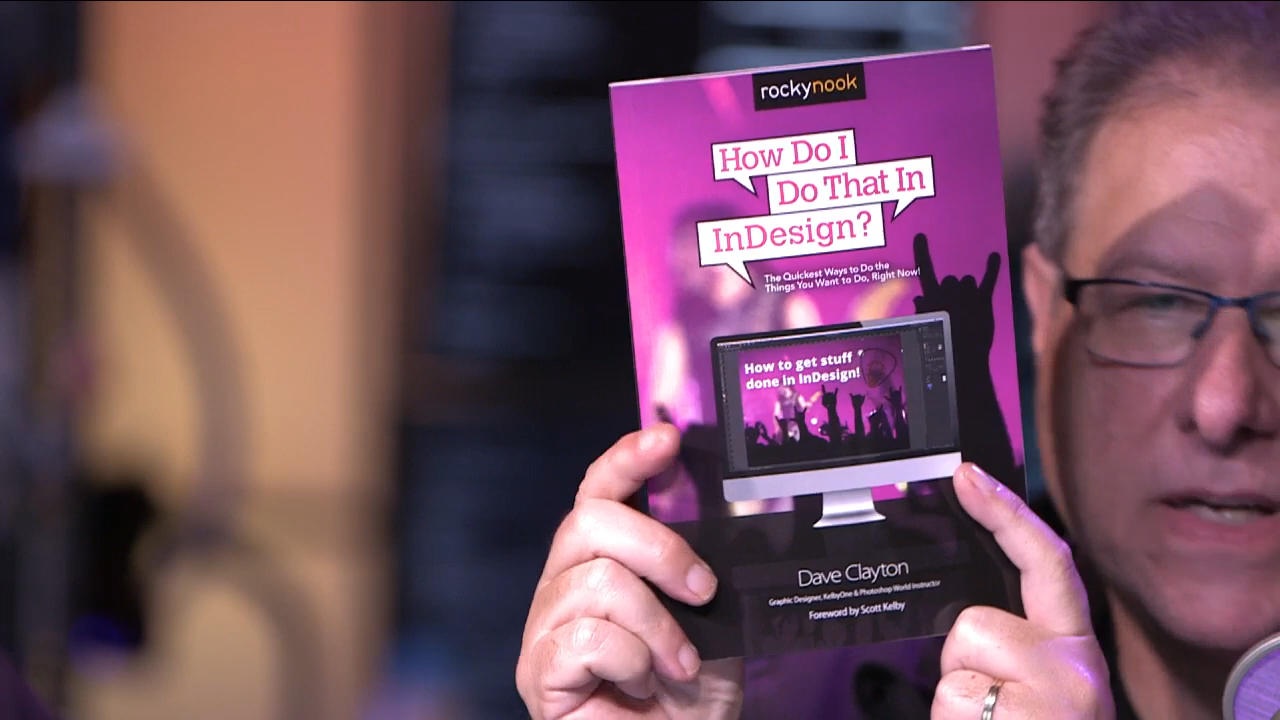 rockynook
How Do I
Do That In
InDesign?
The Quickest Ways to Do the
Things You Want to Do, Right Now!
How to get stuff
done in InDesign!
Dave Clayton
Graphic Designer, KelbyOne & Photoshop World Instructor
Foreword by Scott Kelby